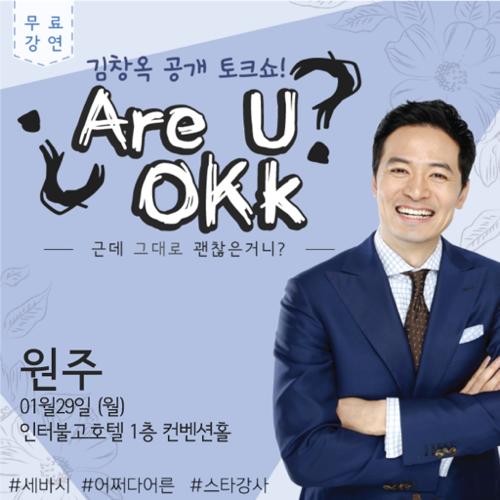 무료
강연
김창옥 공개 토크쇼!
Are U
OKK?
근데 그대로 괜찮은거니?
원주
01월29일 (월)
인터불고호텔 1층 컨벤션홀
#세바시 #어쩌다어른 #스타강사